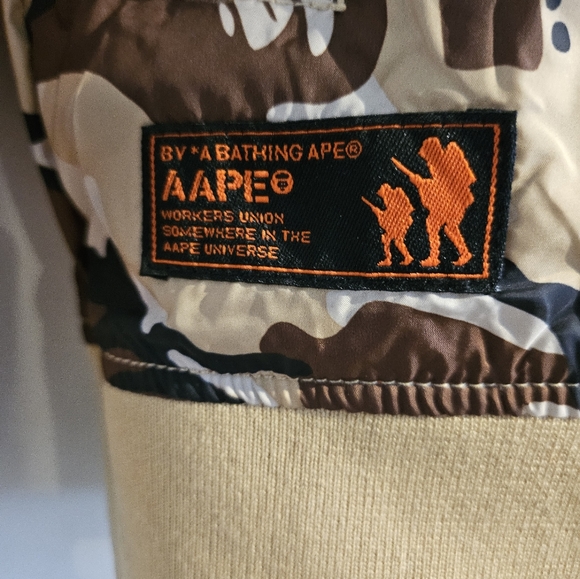 BY *A BATHING APE®
AAPE
WORKERS UNION
SOMEWHERE IN THE
AAPE UNIVERSE